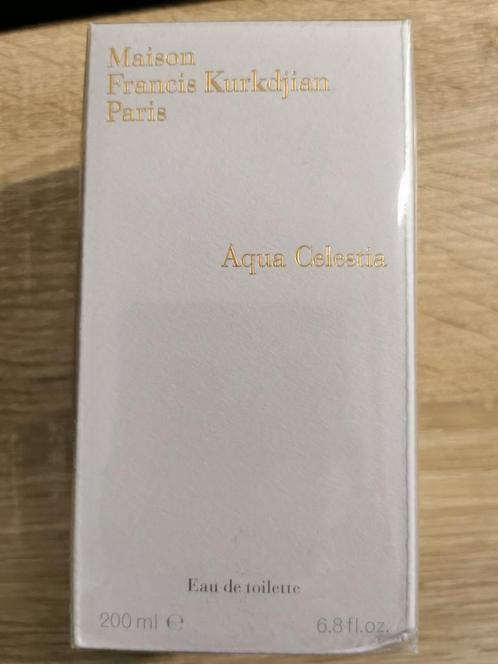 Maison
Francis Kurkdjian
Paris
Aqua Celestia
Eau de toilette
200 ml ℮ 6.8 fl.oz.